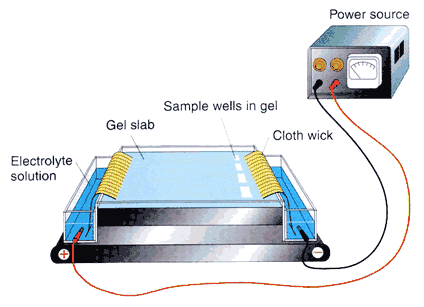 Power source
Sample wells in gel
Gel slab
Cloth wick
Electrolyte
solution
+
−